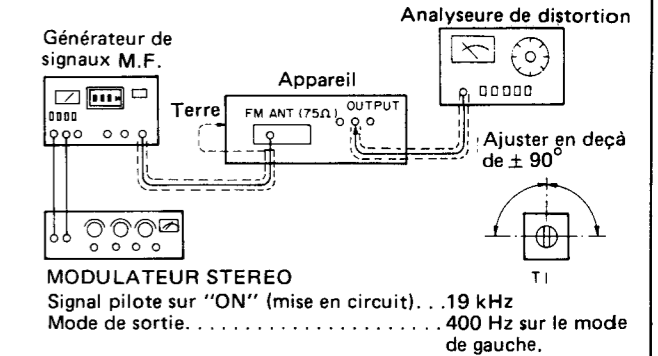 Analyseure de distortion
Générateur de
signaux M.F.
Appareil
Terre
FM ANT (75Ω)
OUTPUT
Ajuster en deçà
de ± 90°
T I
MODULATEUR STEREO
Signal pilote sur "ON" (mise en circuit). . .19 kHz
Mode de sortie. . . . . . . . . . . . . . . . . . . . . . . 400 Hz sur le mode
de gauche.